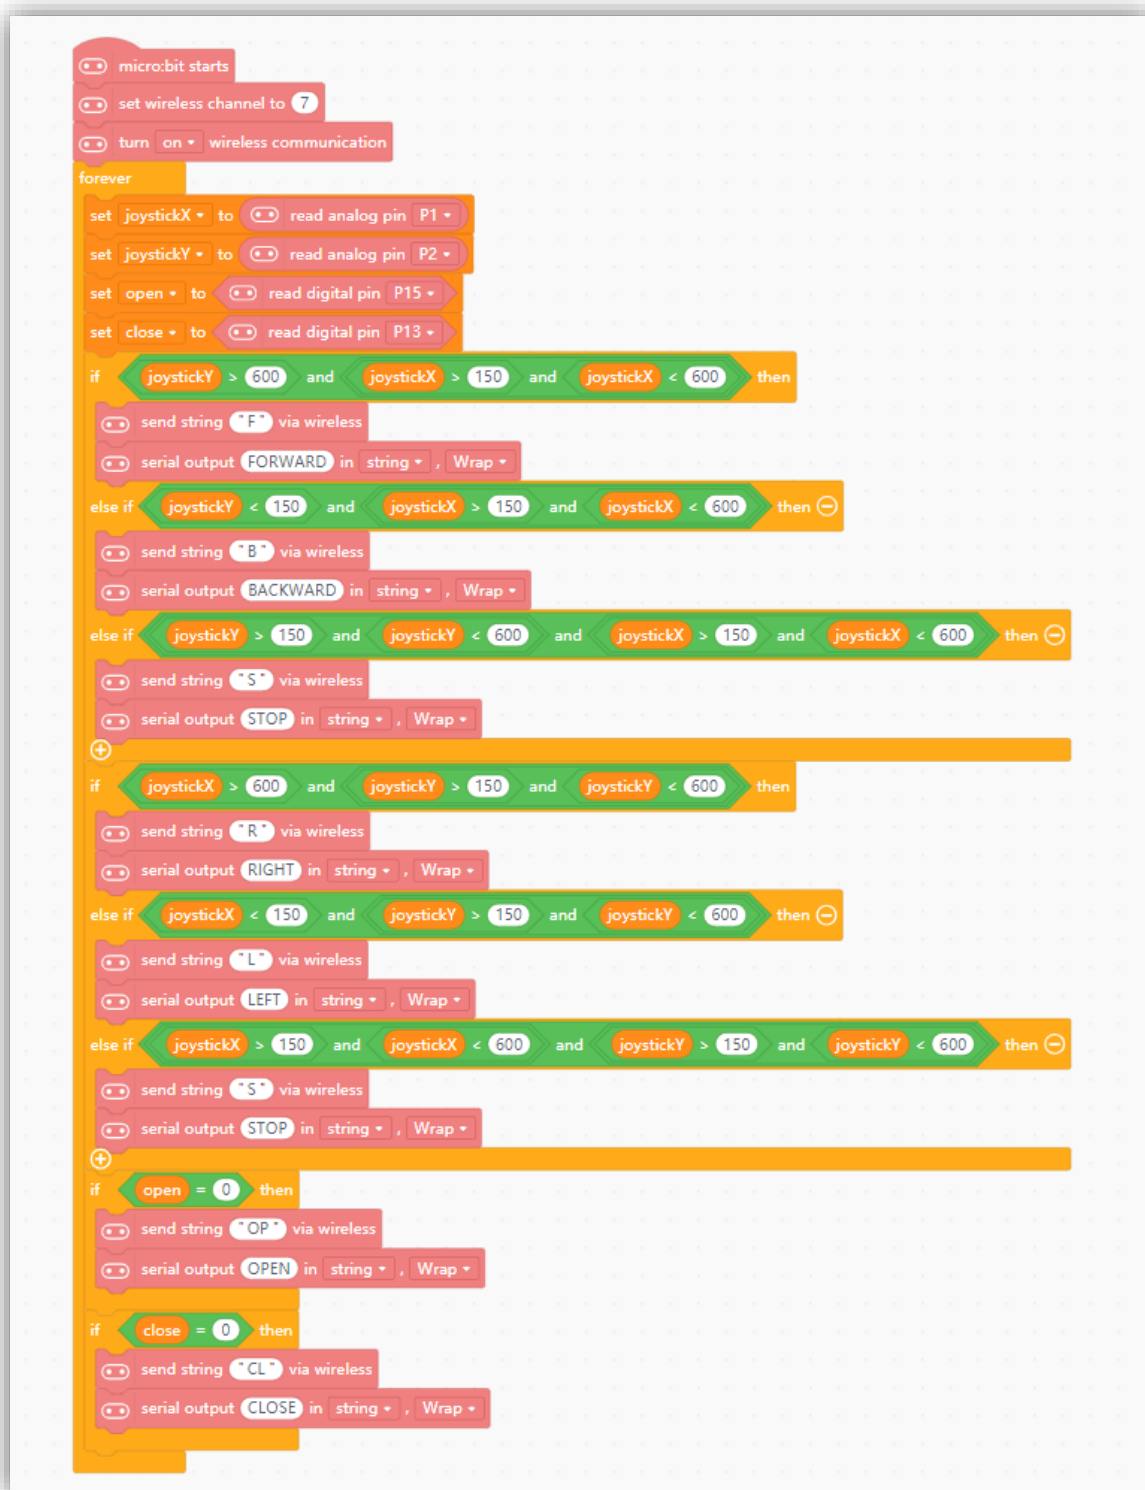 micro:bit starts
set wireless channel to 7
turn on wireless communication
forever
set joystickX to read analog pin P1
set joystickY to read analog pin P2
set open to read digital pin P15
set close to read digital pin P13
if joystickY > 600 and joystickX > 150 and joystickX < 600 then
send string "F" via wireless
serial output FORWARD in string , Wrap
else if joystickY < 150 and joystickX > 150 and joystickX < 600 then
send string "B" via wireless
serial output BACKWARD in string , Wrap
else if joystickY > 150 and joystickY < 600 and joystickX > 150 and joystickX < 600 then
send string "S" via wireless
serial output STOP in string , Wrap
if joystickX > 600 and joystickY > 150 and joystickY < 600 then
send string "R" via wireless
serial output RIGHT in string , Wrap
else if joystickX < 150 and joystickY > 150 and joystickY < 600 then
send string "L" via wireless
serial output LEFT in string , Wrap
else if joystickX > 150 and joystickX < 600 and joystickY > 150 and joystickY < 600 then
send string "S" via wireless
serial output STOP in string , Wrap
if open = 0 then
send string "OP" via wireless
serial output OPEN in string , Wrap
if close = 0 then
send string "CL" via wireless
serial output CLOSE in string , Wrap